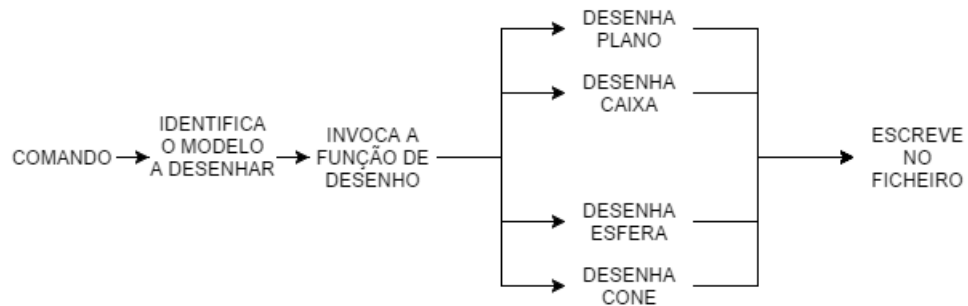 COMANDO
IDENTIFICA
O MODELO
A DESENHAR
INVOCA A
FUNÇÃO DE
DESENHO
DESENHA
PLANO
DESENHA
CAIXA
DESENHA
ESFERA
DESENHA
CONE
ESCREVE
NO
FICHEIRO